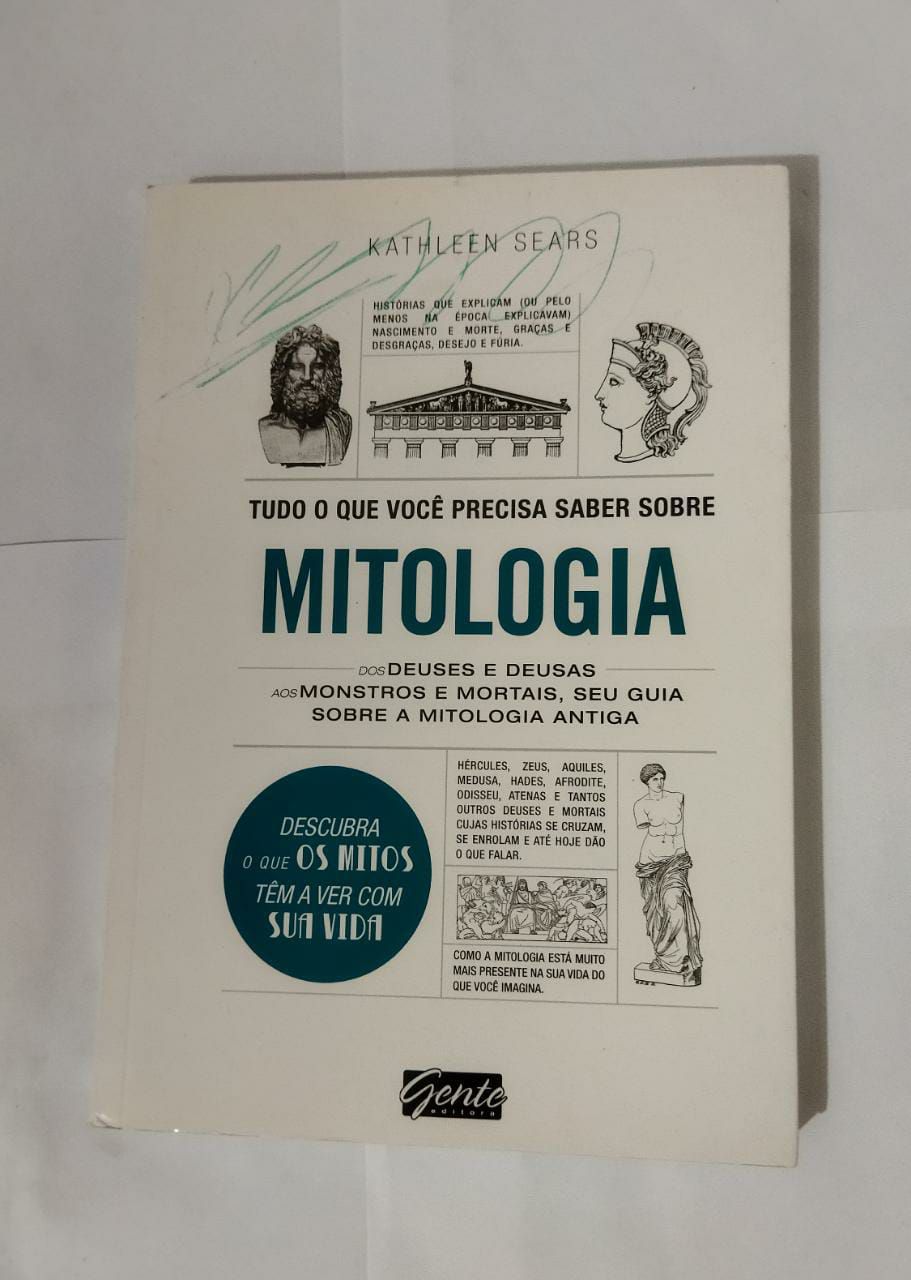 KATHLEEN SEARS
HISTÓRIAS QUE EXPLICAM (OU PELO
MENOS NA ÉPOCA EXPLICAVAM)
NASCIMENTO E MORTE, GRAÇAS E
DESGRAÇAS, DESEJO E FÚRIA.
TUDO O QUE VOCÊ PRECISA SABER SOBRE
MITOLOGIA
DOS DEUSES E DEUSAS
AOS MONSTROS E MORTAIS, SEU GUIA
SOBRE A MITOLOGIA ANTIGA
DESCUBRA
O QUE OS MITOS
TÊM A VER COM
SUA VIDA
HÉRCULES, ZEUS, AQUILES,
MEDUSA, HADES, AFRODITE,
ODISSEU, ATENAS E TANTOS
OUTROS DEUSES E MORTAIS
CUJAS HISTÓRIAS SE CRUZAM,
SE ENROLAM E ATÉ HOJE DÃO
O QUE FALAR.
COMO A MITOLOGIA ESTÁ MUITO
MAIS PRESENTE NA SUA VIDA DO
QUE VOCÊ IMAGINA.
Gente
editora